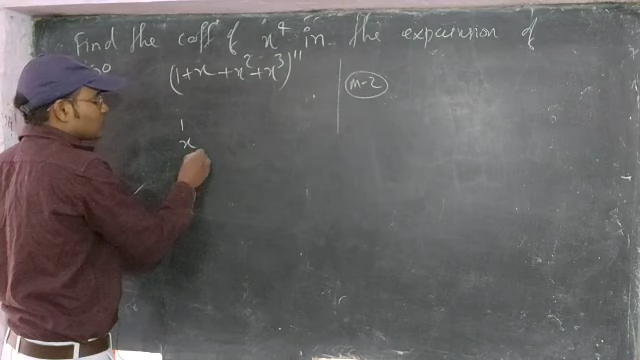 Find the coff of x⁴ in the expansion of
(1+x+x²+x³)¹¹
m-2
1
x